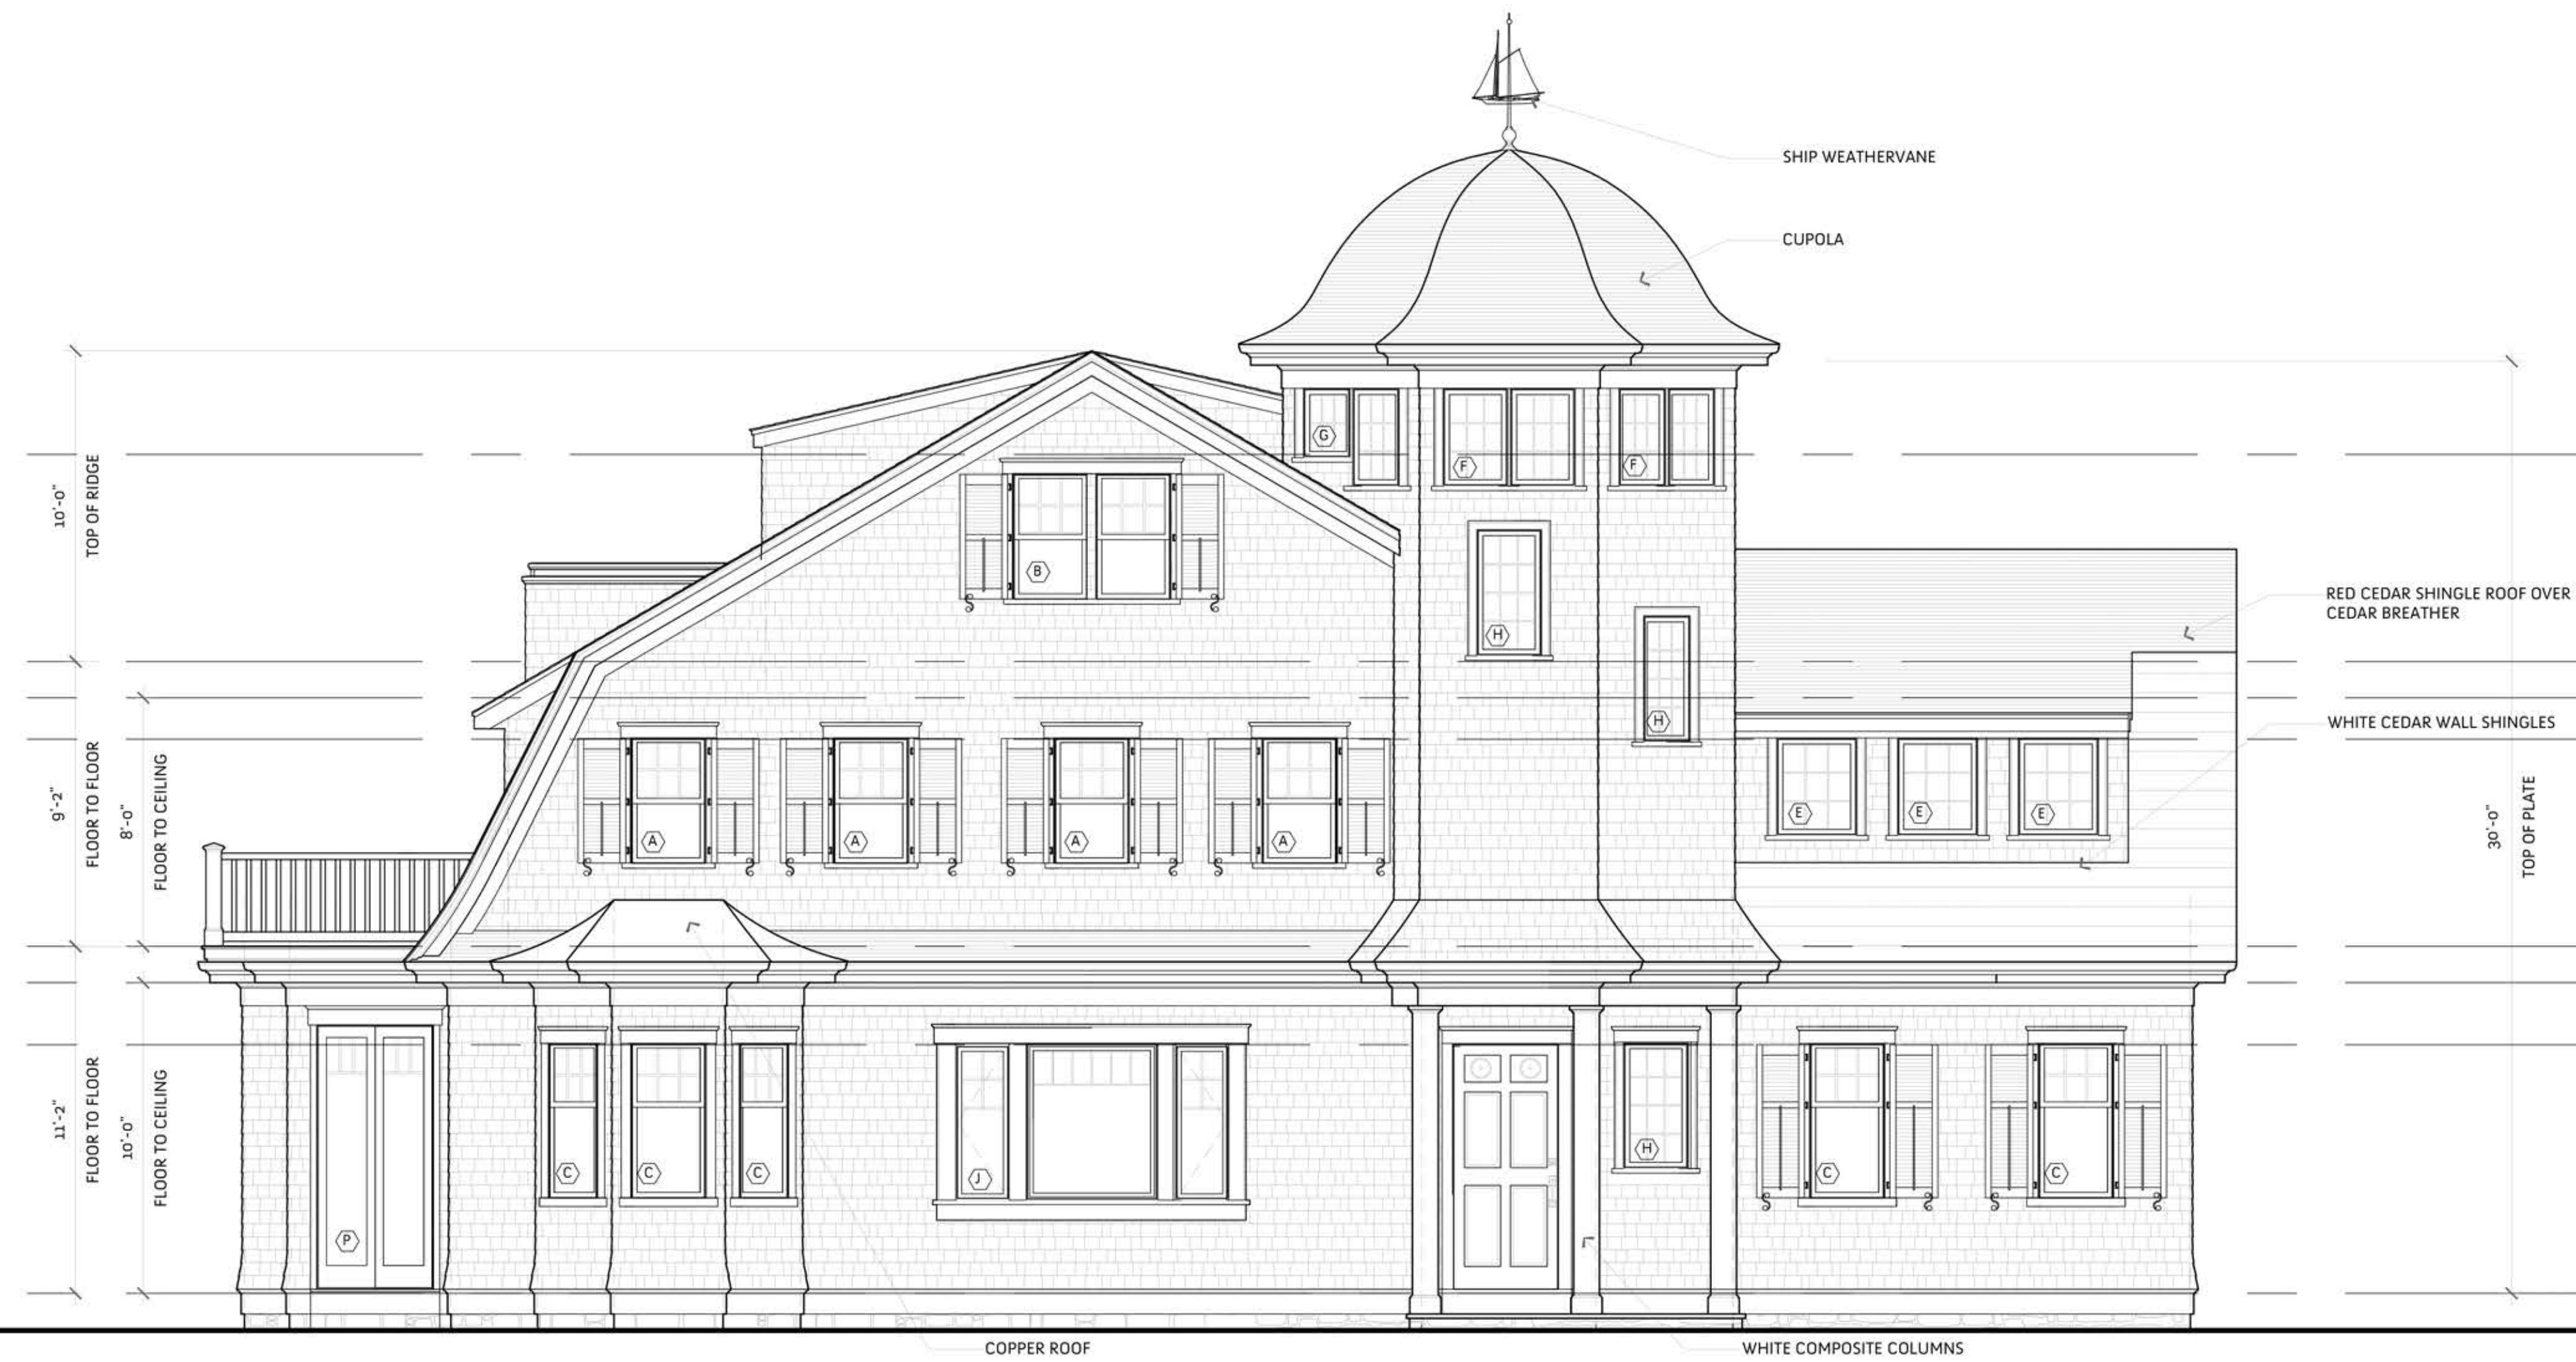 SHIP WEATHERVANE
CUPOLA
G
F
F
10'-0"
TOP OF RIDGE
B
H
RED CEDAR SHINGLE ROOF OVER
CEDAR BREATHER
H
WHITE CEDAR WALL SHINGLES
9'-2"
FLOOR TO FLOOR
8'-0"
FLOOR TO CEILING
A
A
A
A
E
E
E
30'-0"
TOP OF PLATE
11'-2"
FLOOR TO FLOOR
10'-0"
FLOOR TO CEILING
P
C
C
C
J
H
C
C
COPPER ROOF
WHITE COMPOSITE COLUMNS